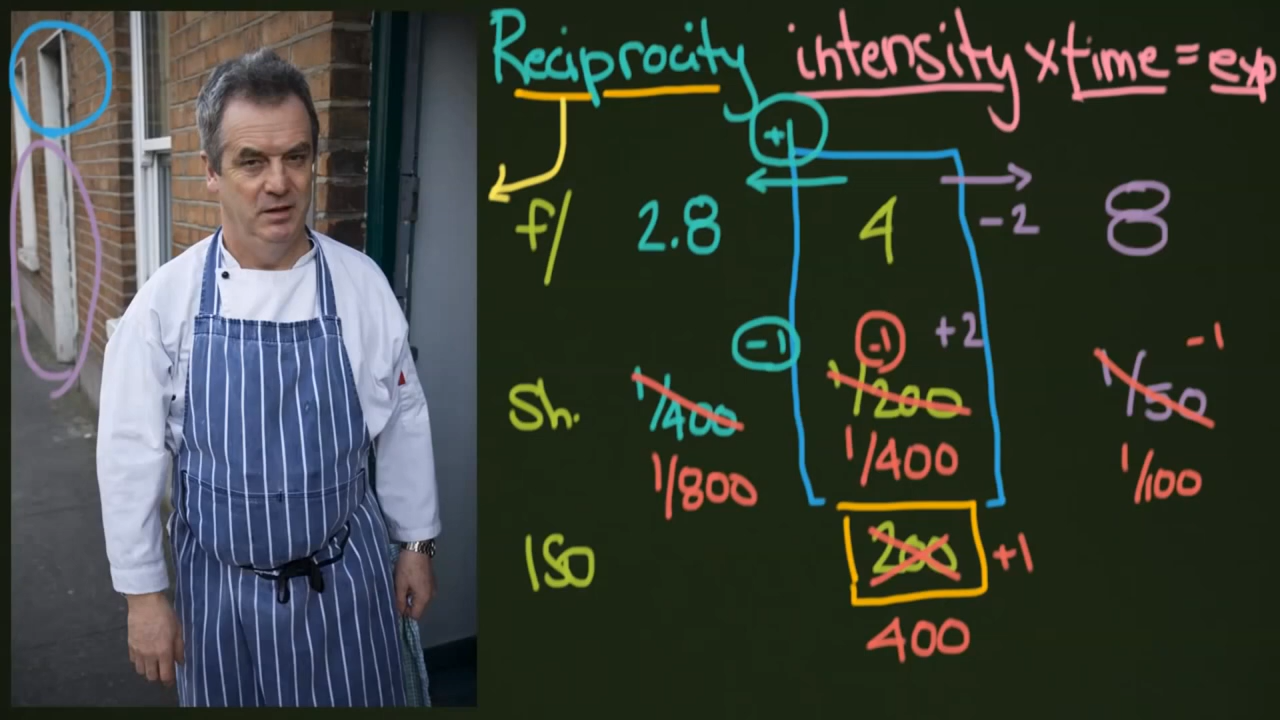 Reciprocity intensity x time = exp
+1
f/ 2.8 4 -2 8
-1 -1 +2 -1
Sh. 1/400 1/200 1/50
1/800 1/400 1/100
ISO 200 +1
400